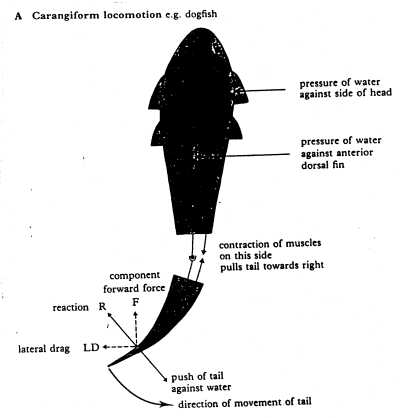 A Carangiform locomotion e.g. dogfish
pressure of water
against side of head
pressure of water
against anterior
dorsal fin
contraction of muscles
on this side
pulls tail towards right
component
forward force
reaction R
F
lateral drag LD
push of tail
against water
direction of movement of tail